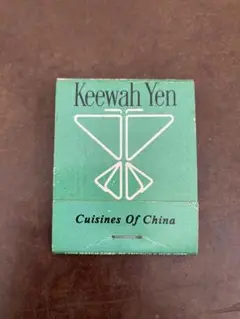 Keewah Yen
Cuisines Of China